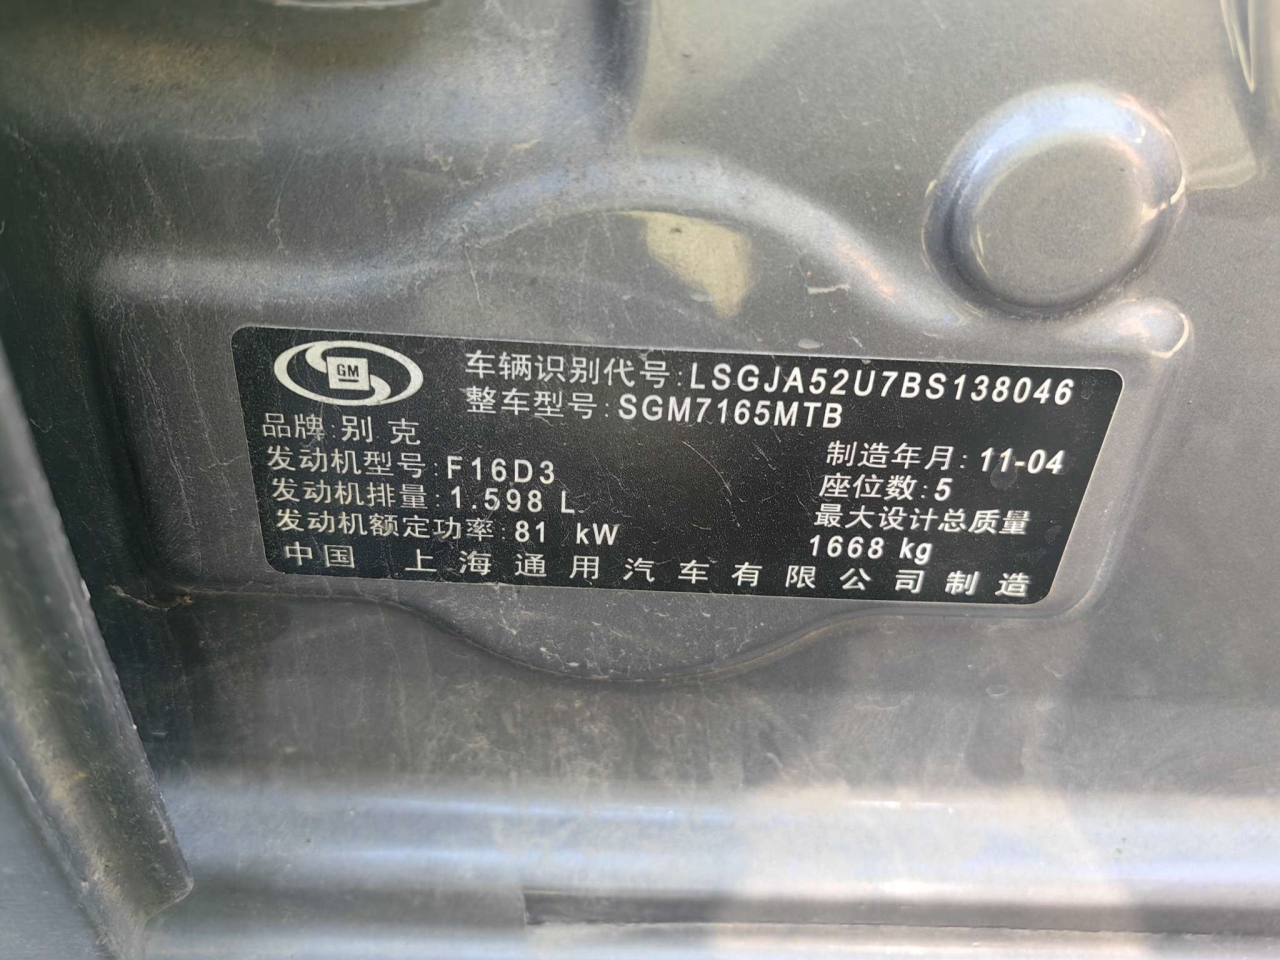 GM
车辆识别代号:LSGJA52U7BS138046
整车型号:SGM7165MTB
品牌:别克
发动机型号:F16D3
制造年月:11-04
发动机排量:1.598 L
座位数:5
发动机额定功率:81 kW
最大设计总质量
1668 kg
中国 上海通用汽车有限公司制造